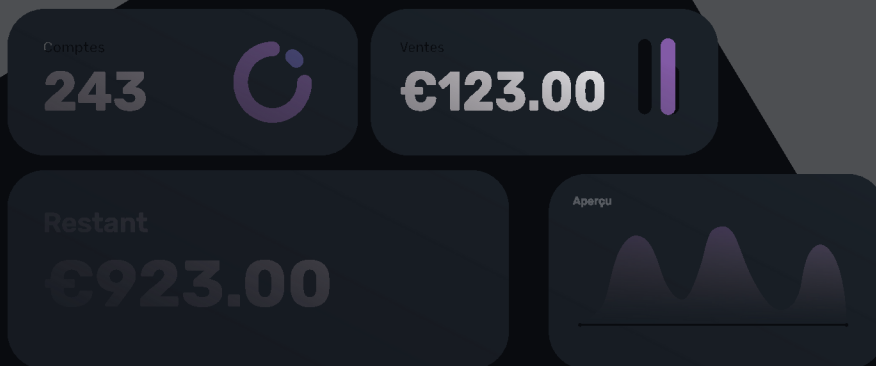 Comptes
243
Ventes
€123.00
Restant
€923.00
Aperçu